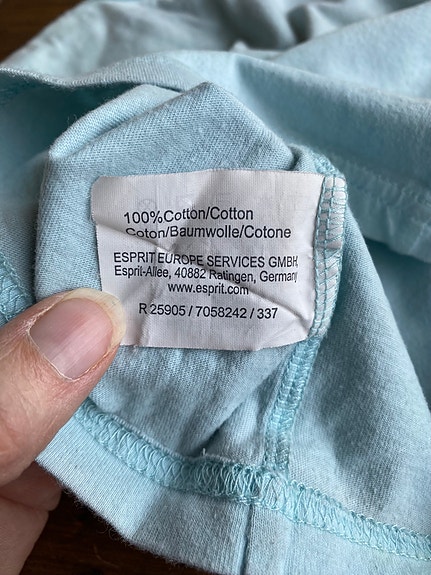 100%Cotton/Cotton
Coton/Baumwolle/Cotone
ESPRIT EUROPE SERVICES GMBH
Esprit-Allee, 40882 Ratingen, Germany
www.esprit.com
R 25905 / 7058242 / 337